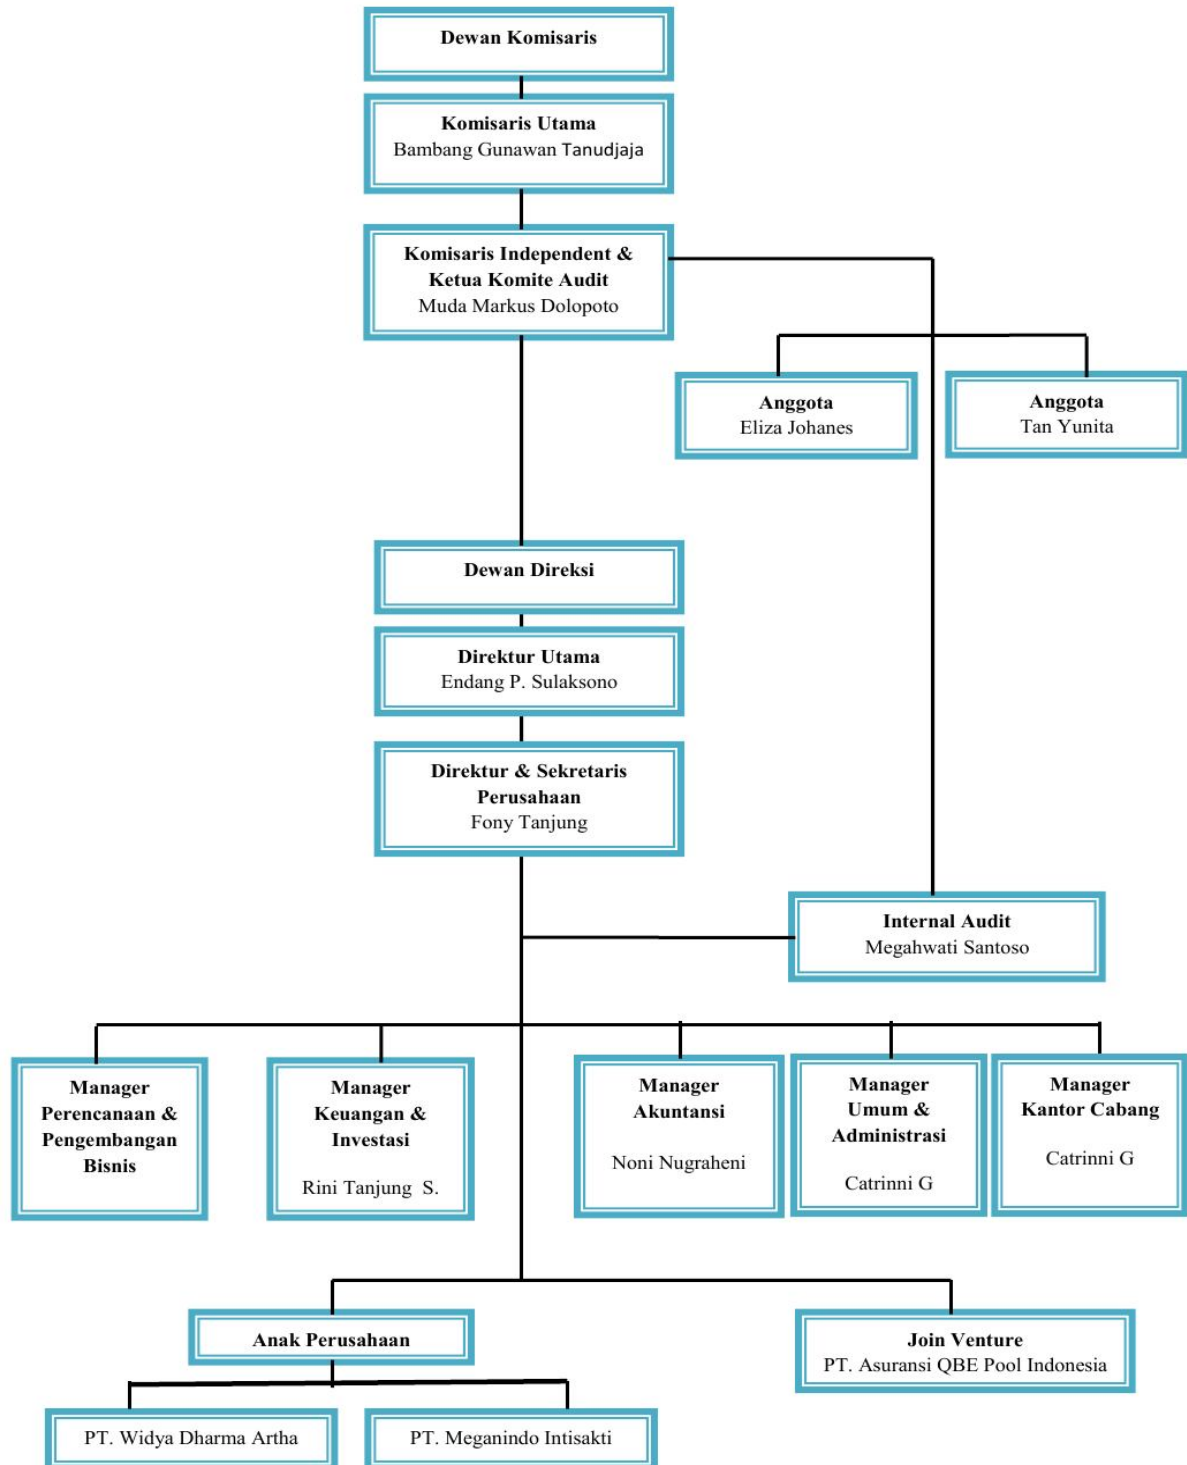 Dewan Komisaris
Komisaris Utama
Bambang Gunawan Tanudjaja
Komisaris Independent &
Ketua Komite Audit
Muda Markus Dolopoto
Anggota
Eliza Johanes
Anggota
Tan Yunita
Dewan Direksi
Direktur Utama
Endang P. Sulaksono
Direktur & Sekretaris
Perusahaan
Fony Tanjung
Internal Audit
Megahwati Santoso
Manager
Perencanaan &
Pengembangan
Bisnis
Manager
Keuangan &
Investasi
Rini Tanjung S.
Manager
Akuntansi
Noni Nugraheni
Manager
Umum &
Administrasi
Catrinni G
Manager
Kantor Cabang
Catrinni G
Anak Perusahaan
Join Venture
PT. Asuransi QBE Pool Indonesia
PT. Widya Dharma Artha
PT. Meganindo Intisakti